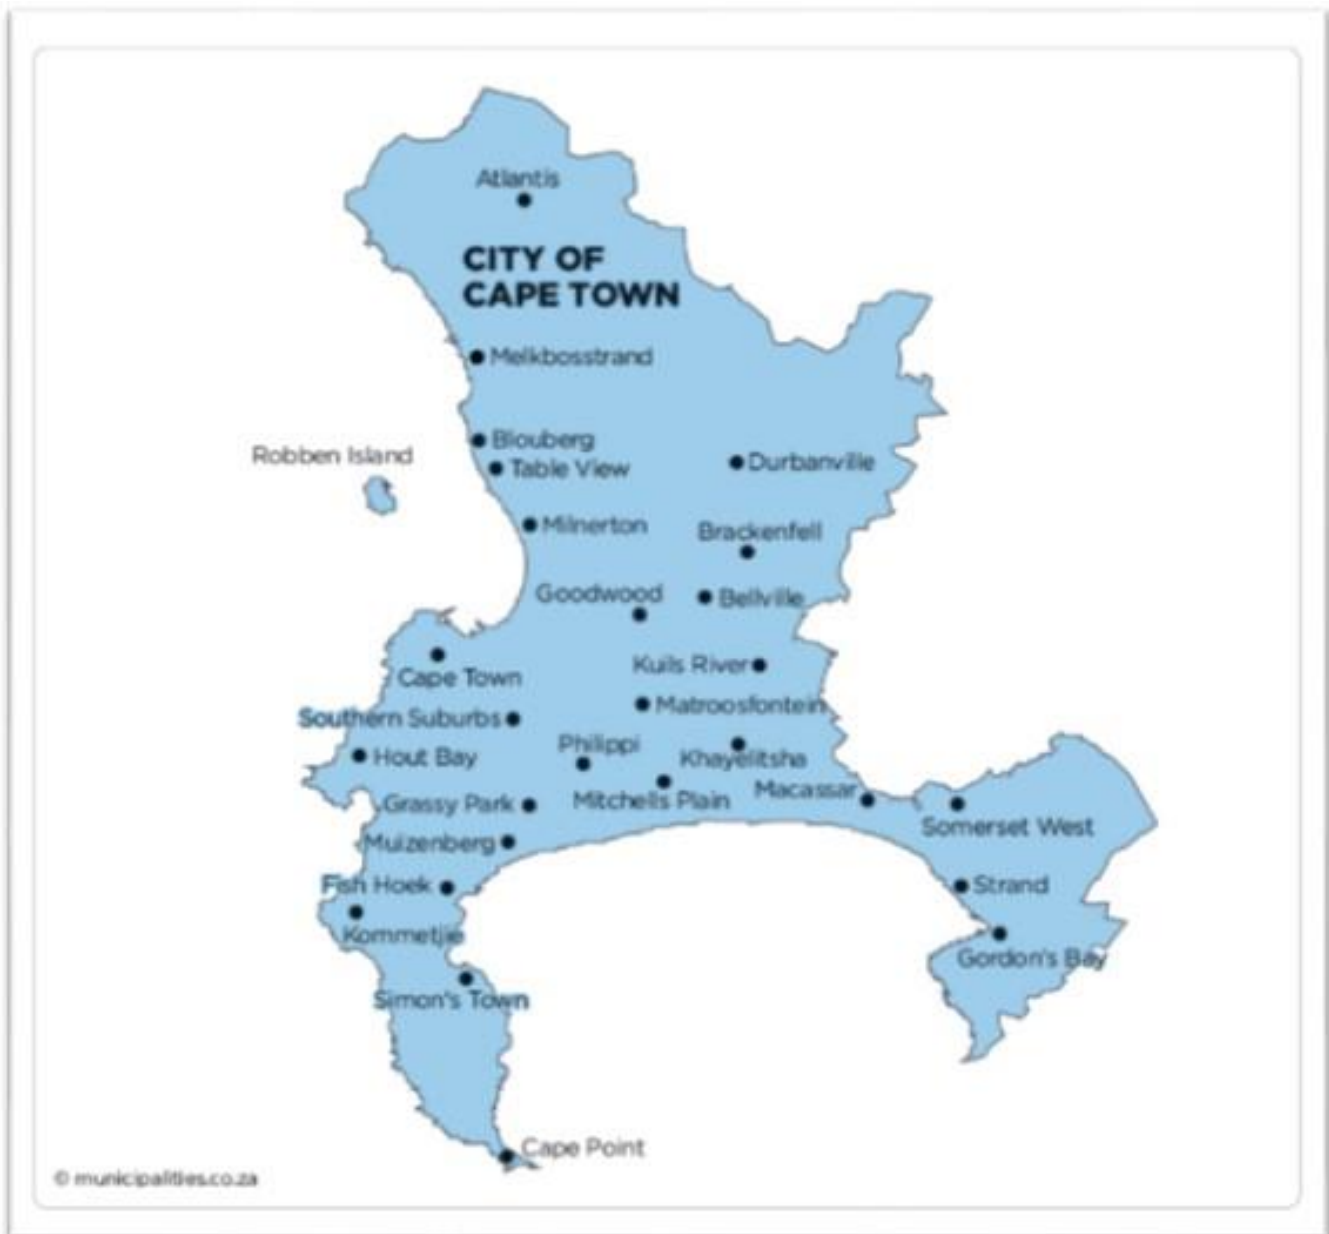 Atlantis
CITY OF
CAPE TOWN
Melkbosstrand
Blouberg
Robben Island
Durbanville
Table View
Milnerton
Brackenfell
Goodwood
Bellville
Kuils River
Cape Town
Matroosfontein
Southern Suburbs
Philippi
Hout Bay
Khayelitsha
Macassar
Grassy Park
Mitchells Plain
Somerset West
Muizenberg
Fish Hoek
Strand
Kommetjie
Gordon's Bay
Simon's Town
Cape Point
© municipalities.co.za